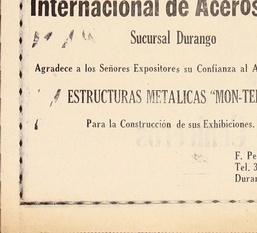 Internacional de Aceros
Sucursal Durango
Agradece a los Señores Expositores su Confianza al A
ESTRUCTURAS METALICAS "MON-TE
Para la Construcción de sus Exhibiciones.
F. Pe
Tel. 3
Duran